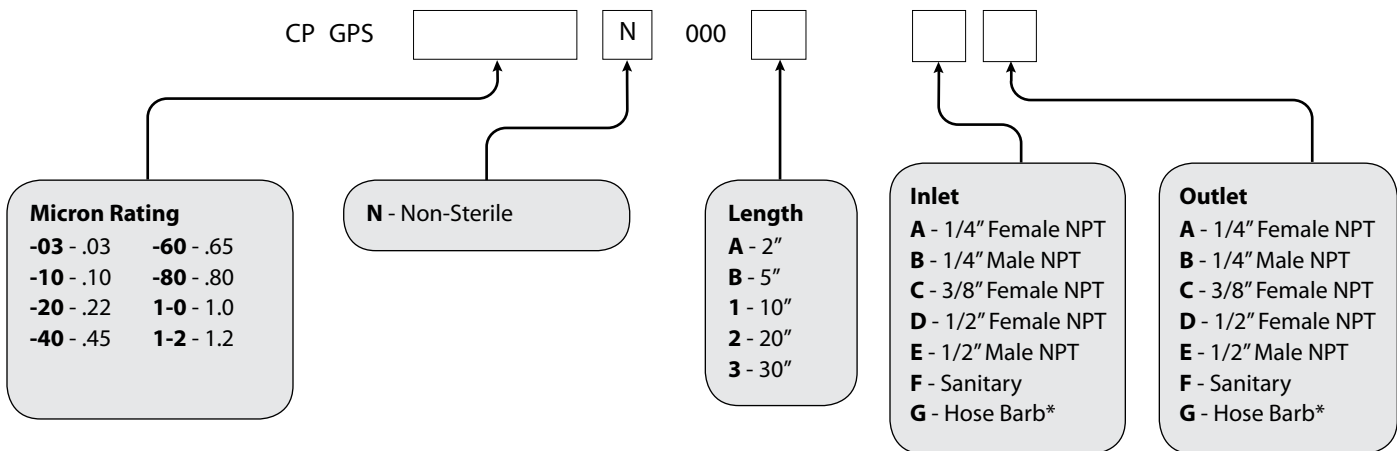 CP GPS N 000
Micron Rating
-03 - .03 -60 - .65
-10 - .10 -80 - .80
-20 - .22 1-0 - 1.0
-40 - .45 1-2 - 1.2
N - Non-Sterile
Length
A - 2″
B - 5″
1 - 10″
2 - 20″
3 - 30″
Inlet
A - 1/4″ Female NPT
B - 1/4″ Male NPT
C - 3/8″ Female NPT
D - 1/2″ Female NPT
E - 1/2″ Male NPT
F - Sanitary
G - Hose Barb*
Outlet
A - 1/4″ Female NPT
B - 1/4″ Male NPT
C - 3/8″ Female NPT
D - 1/2″ Female NPT
E - 1/2″ Male NPT
F - Sanitary
G - Hose Barb*